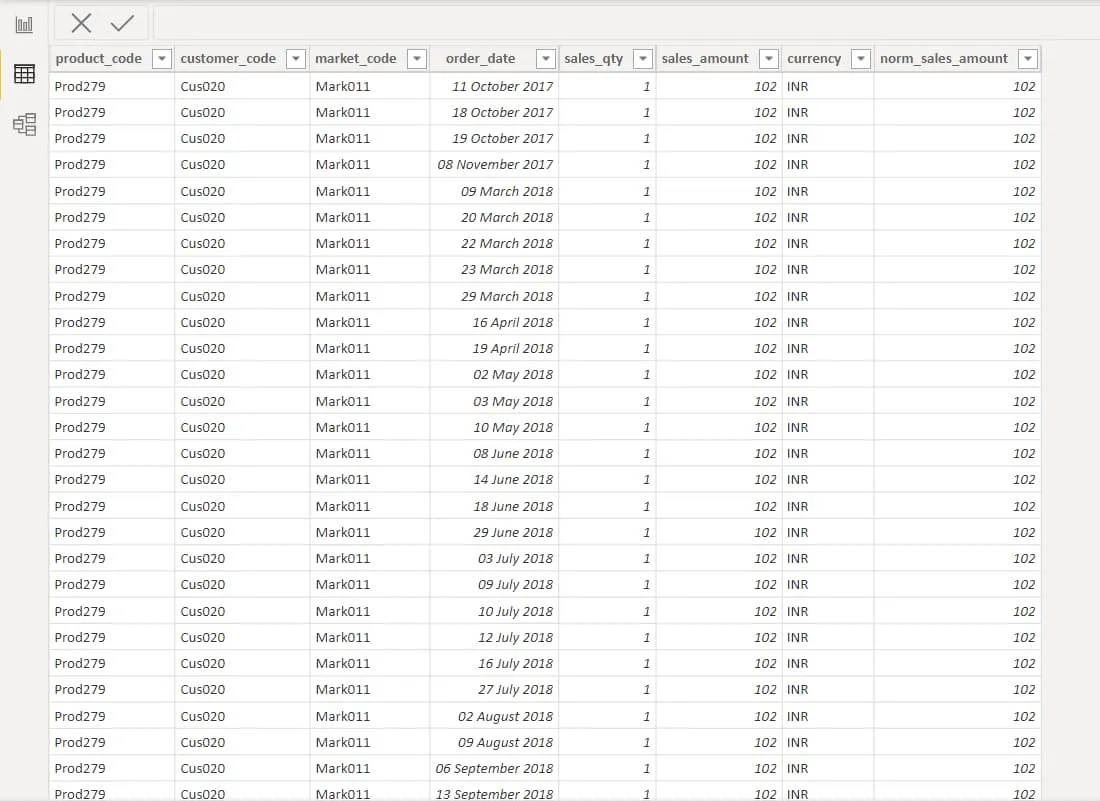 product_code customer_code market_code order_date sales_qty sales_amount currency norm_sales_amount
Prod279 Cus020 Mark011 11 October 2017 1 102 INR 102
Prod279 Cus020 Mark011 18 October 2017 1 102 INR 102
Prod279 Cus020 Mark011 19 October 2017 1 102 INR 102
Prod279 Cus020 Mark011 08 November 2017 1 102 INR 102
Prod279 Cus020 Mark011 09 March 2018 1 102 INR 102
Prod279 Cus020 Mark011 20 March 2018 1 102 INR 102
Prod279 Cus020 Mark011 22 March 2018 1 102 INR 102
Prod279 Cus020 Mark011 23 March 2018 1 102 INR 102
Prod279 Cus020 Mark011 29 March 2018 1 102 INR 102
Prod279 Cus020 Mark011 16 April 2018 1 102 INR 102
Prod279 Cus020 Mark011 19 April 2018 1 102 INR 102
Prod279 Cus020 Mark011 02 May 2018 1 102 INR 102
Prod279 Cus020 Mark011 03 May 2018 1 102 INR 102
Prod279 Cus020 Mark011 10 May 2018 1 102 INR 102
Prod279 Cus020 Mark011 08 June 2018 1 102 INR 102
Prod279 Cus020 Mark011 14 June 2018 1 102 INR 102
Prod279 Cus020 Mark011 18 June 2018 1 102 INR 102
Prod279 Cus020 Mark011 29 June 2018 1 102 INR 102
Prod279 Cus020 Mark011 03 July 2018 1 102 INR 102
Prod279 Cus020 Mark011 09 July 2018 1 102 INR 102
Prod279 Cus020 Mark011 10 July 2018 1 102 INR 102
Prod279 Cus020 Mark011 12 July 2018 1 102 INR 102
Prod279 Cus020 Mark011 16 July 2018 1 102 INR 102
Prod279 Cus020 Mark011 27 July 2018 1 102 INR 102
Prod279 Cus020 Mark011 02 August 2018 1 102 INR 102
Prod279 Cus020 Mark011 09 August 2018 1 102 INR 102
Prod279 Cus020 Mark011 06 September 2018 1 102 INR 102
Prod279 Cus020 Mark011 13 September 2018 1 102 INR 102